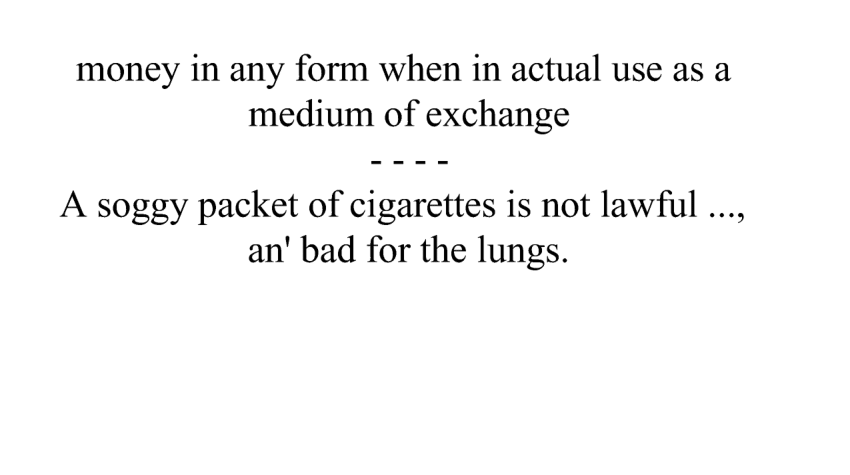 money in any form when in actual use as a
medium of exchange
- - - -
A soggy packet of cigarettes is not lawful ...,
an' bad for the lungs.